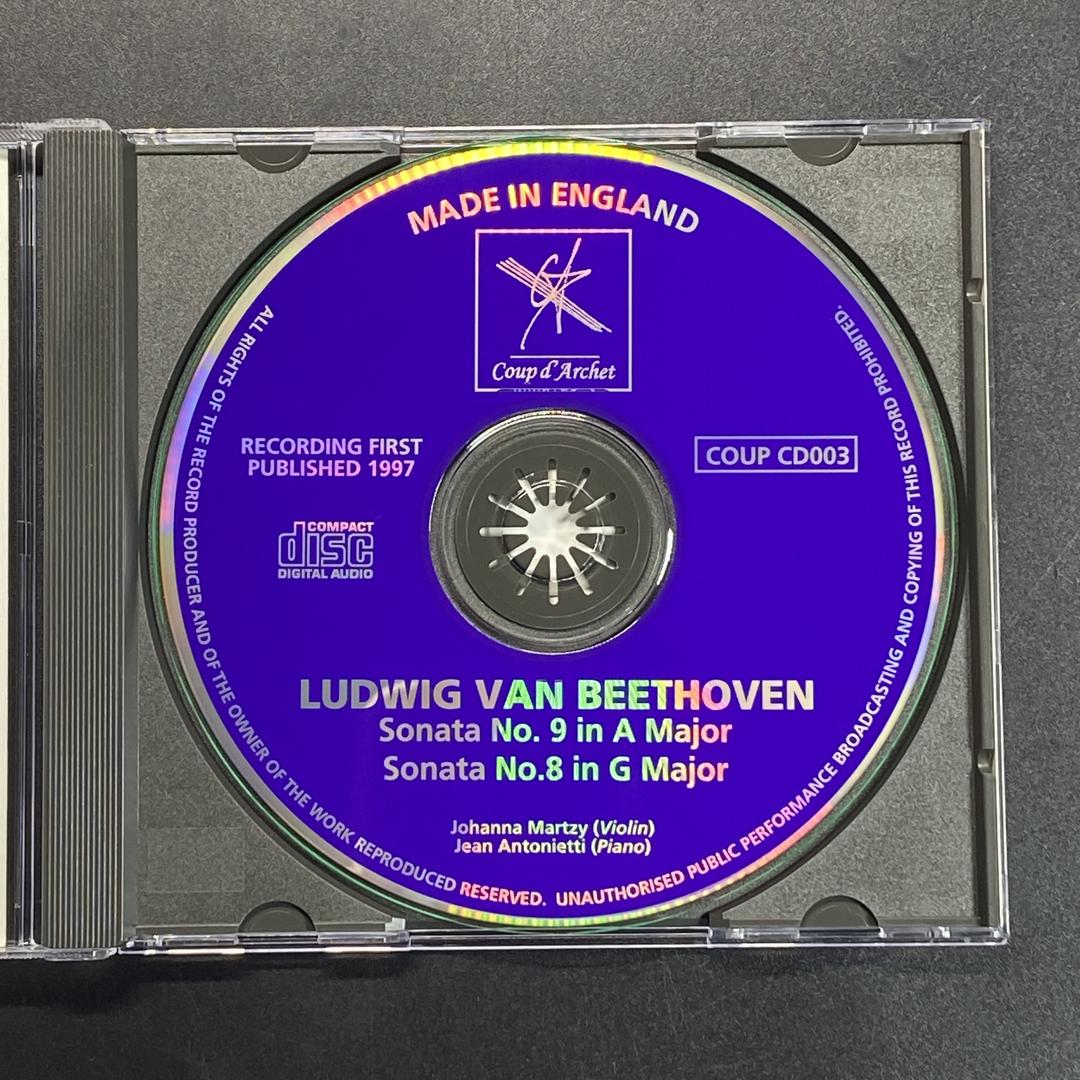 MADE IN ENGLAND
Coup d'Archet
RECORDING FIRST
PUBLISHED 1997
COUP CD003
COMPACT
disc
DIGITAL AUDIO
LUDWIG VAN BEETHOVEN
Sonata No. 9 in A Major
Sonata No.8 in G Major
Johanna Martzy (Violin)
Jean Antonietti (Piano)
ALL RIGHTS OF THE RECORD PRODUCER AND OF THE OWNER OF THE WORK REPRODUCED RESERVED. UNAUTHORISED PUBLIC PERFORMANCE BROADCASTING AND COPYING OF THIS RECORD PROHIBITED.